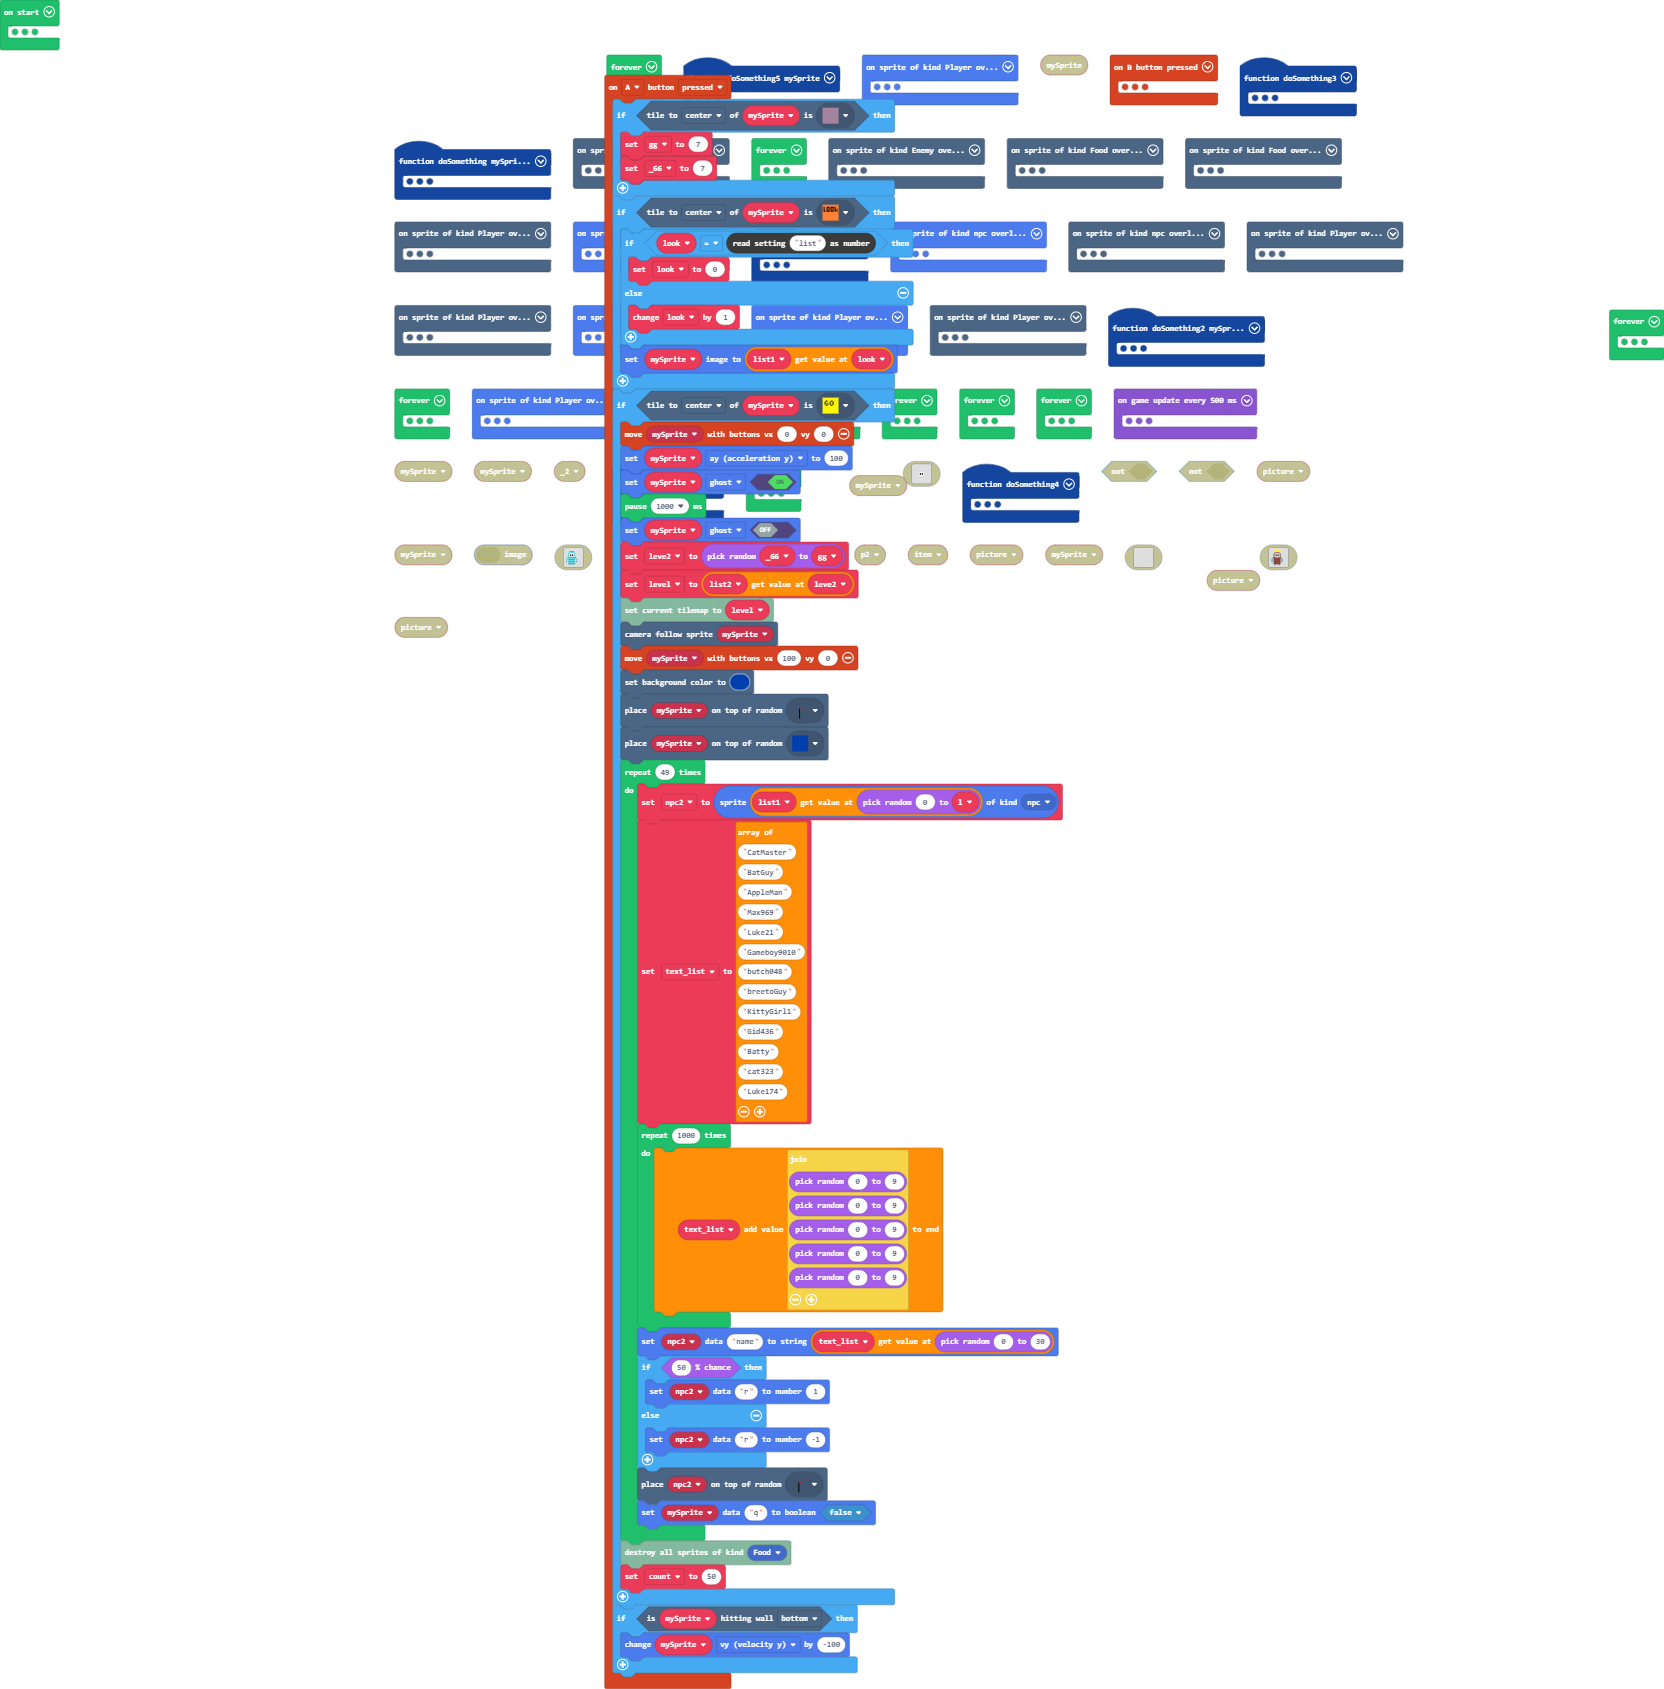 on start
forever
doSomething5 mySprite
on sprite of kind Player ov...
mySprite
on B button pressed
function doSomething3
on A button pressed
if tile to center of mySprite is then
function doSomething mySpri...
on spr
set gg to 7
set _66 to 7
forever
on sprite of kind Enemy ove...
on sprite of kind Food over...
on sprite of kind Food over...
if tile to center of mySprite is LOOK then
on sprite of kind Player ov...
on spr
if look = read setting "list" as number then
rite of kind npc overl...
on sprite of kind npc overl...
on sprite of kind Player ov...
set look to 0
else
on sprite of kind Player ov...
on spr
change look by 1
on sprite of kind Player ov...
on sprite of kind Player ov...
function doSomething2 mySpr...
forever
set mySprite image to list1 get value at look
forever
on sprite of kind Player ov..
if tile to center of mySprite is GO then
rever
forever
forever
on game update every 500 ms
move mySprite with buttons vx 0 vy 0
set mySprite ay (acceleration y) to 100
mySprite
mySprite
_2
set mySprite ghost ON
mySprite
function doSomething4
not
not
picture
pause 1000 ms
set mySprite ghost OFF
mySprite
image
set leve2 to pick random _66 to gg
p2
item
picture
mySprite
picture
set level to list2 get value at leve2
set current tilemap to level
picture
camera follow sprite mySprite
move mySprite with buttons vx 100 vy 0
set background color to
place mySprite on top of random
place mySprite on top of random
repeat 49 times
do
set npc2 to sprite list1 get value at pick random 0 to l of kind npc
set text_list to
array of
"CatMaster"
"BatGuy"
"AppleMan"
"Max969"
"Luke21"
"Gameboy9010"
"butch048"
"breetoGuy"
"KittyGirl1"
"Gid436"
"Batty"
"cat323"
"Luke174"
repeat 1000 times
do
text_list add value
join
pick random 0 to 9
pick random 0 to 9
pick random 0 to 9
pick random 0 to 9
pick random 0 to 9
to end
set npc2 data "name" to string text_list get value at pick random 0 to 30
if 50 % chance then
set npc2 data "r" to number 1
else
set npc2 data "r" to number -1
place npc2 on top of random
set mySprite data "q" to boolean false
destroy all sprites of kind Food
set count to 50
if is mySprite hitting wall bottom then
change mySprite vy (velocity y) by -100